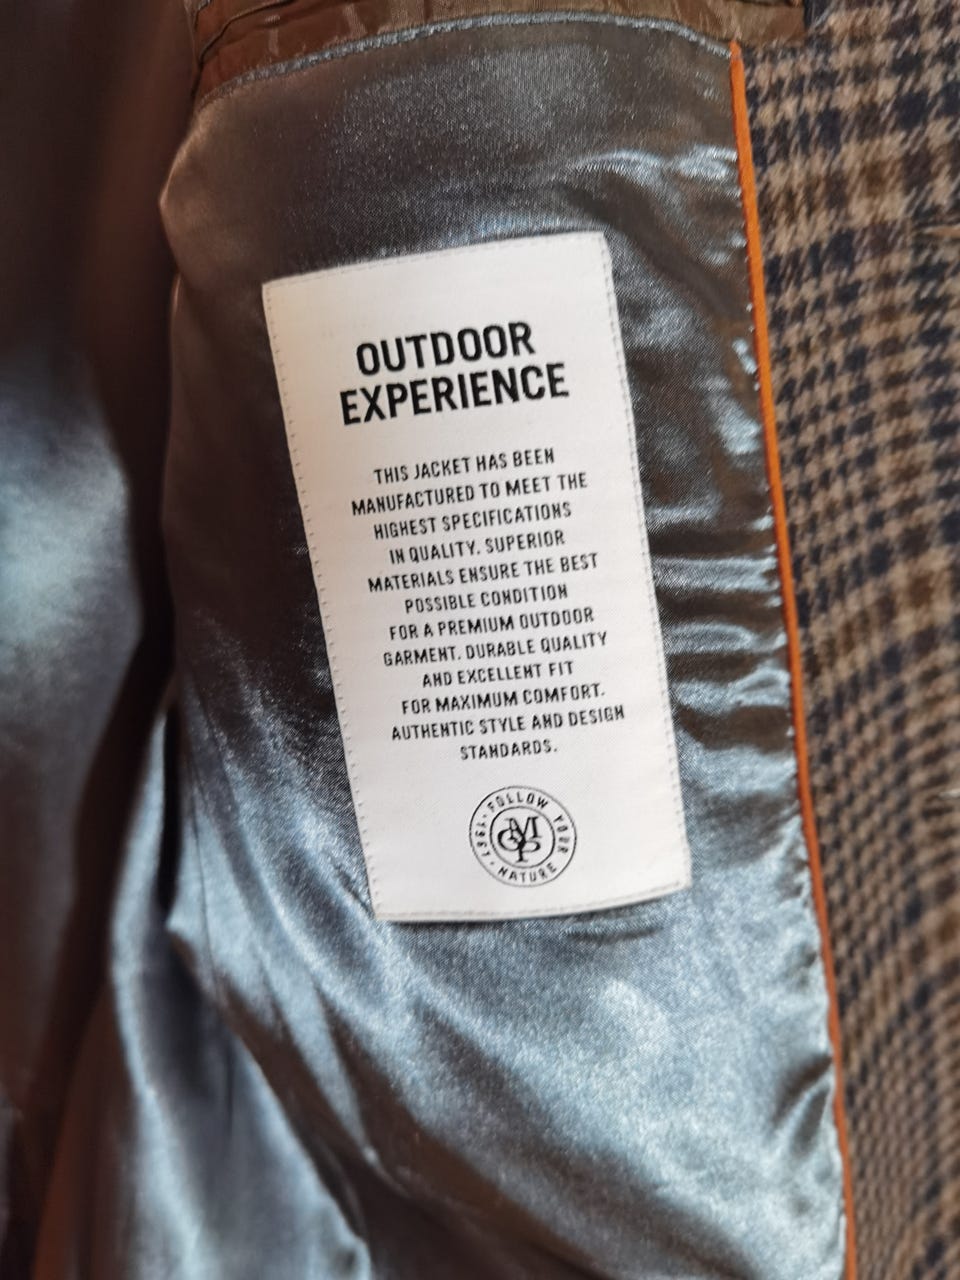 OUTDOOR
EXPERIENCE
THIS JACKET HAS BEEN
MANUFACTURED TO MEET THE
HIGHEST SPECIFICATIONS
IN QUALITY. SUPERIOR
MATERIALS ENSURE THE BEST
POSSIBLE CONDITION
FOR A PREMIUM OUTDOOR
GARMENT. DURABLE QUALITY
AND EXCELLENT FIT
FOR MAXIMUM COMFORT.
AUTHENTIC STYLE AND DESIGN
STANDARDS.
FOLLOW YOUR NATURE · 1967 ·
MOP